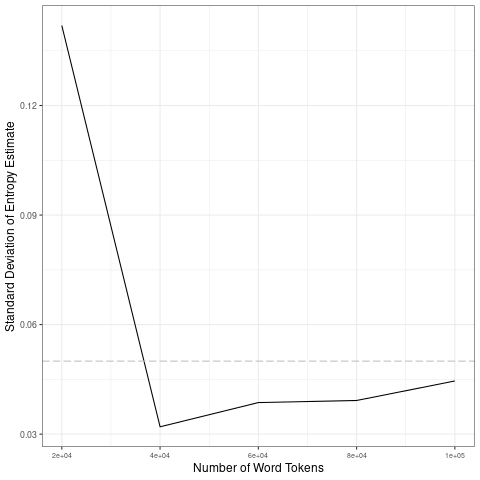 Standard Deviation of Entropy Estimate
0.12
0.09
0.06
0.03
2e+04 4e+04 6e+04 8e+04 1e+05
Number of Word Tokens